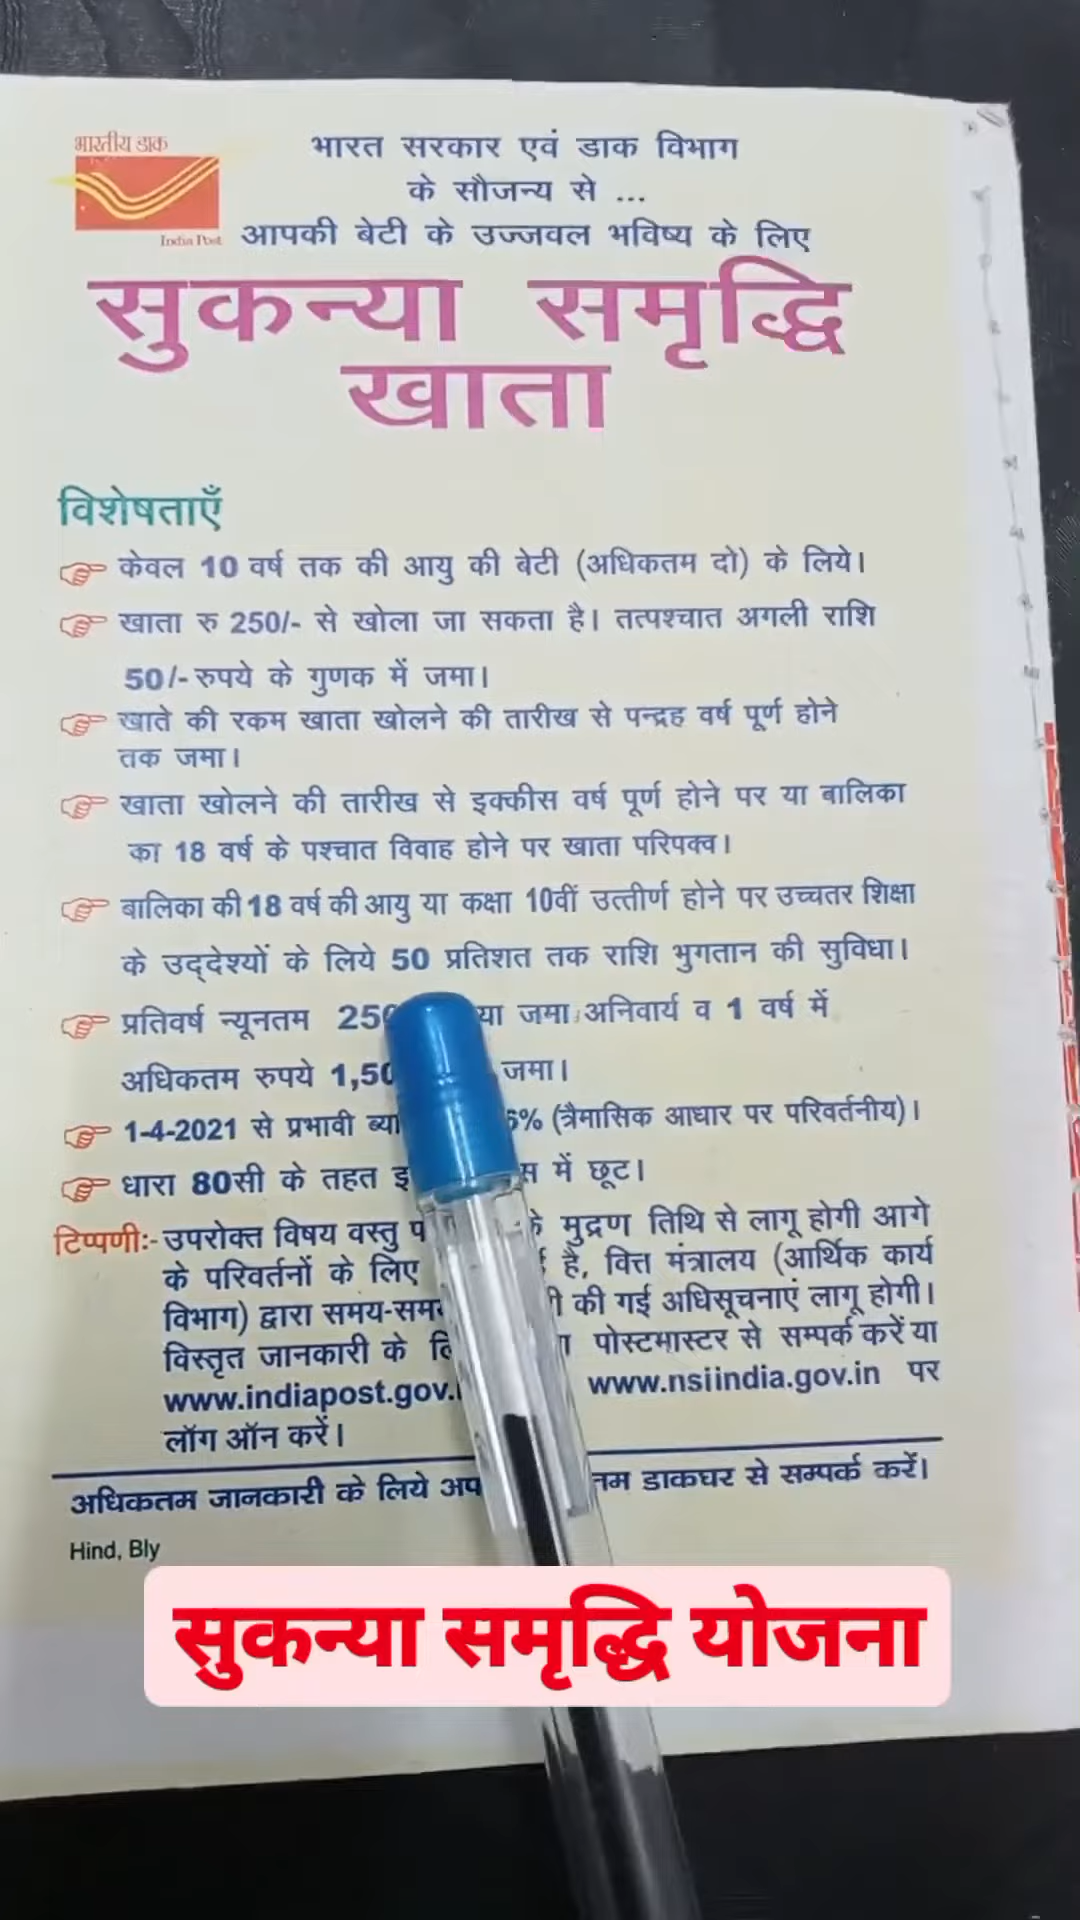 भारतीय डाक
India Post
भारत सरकार एवं डाक विभाग
के सौजन्य से ...
आपकी बेटी के उज्जवल भविष्य के लिए
सुकन्या समृद्धि
खाता
विशेषताएँ
केवल 10 वर्ष तक की आयु की बेटी (अधिकतम दो) के लिये।
खाता रु 250/- से खोला जा सकता है। तत्पश्चात अगली राशि
50/- रुपये के गुणक में जमा।
खाते की रकम खाता खोलने की तारीख से पन्द्रह वर्ष पूर्ण होने
तक जमा।
खाता खोलने की तारीख से इक्कीस वर्ष पूर्ण होने पर या बालिका
का 18 वर्ष के पश्चात विवाह होने पर खाता परिपक्व।
बालिका की 18 वर्ष की आयु या कक्षा 10वीं उत्तीर्ण होने पर उच्चतर शिक्षा
के उद्देश्यों के लिये 50 प्रतिशत तक राशि भुगतान की सुविधा।
प्रतिवर्ष न्यूनतम जमा अनिवार्य व 1 वर्ष में
अधिकतम रुपये जमा।
1-4-2021 से प्रभावी (त्रैमासिक आधार पर परिवर्तनीय)।
धारा 80सी के तहत में छूट।
टिप्पणीः- उपरोक्त विषय वस्तु मुद्रण तिथि से लागू होगी आगे
के परिवर्तनों के लिए है, वित्त मंत्रालय (आर्थिक कार्य
विभाग) द्वारा की गई अधिसूचनाएं लागू होगी।
विस्तृत जानकारी के पोस्टमास्टर से सम्पर्क करें या
www.nsiindia.gov.in पर
लॉग ऑन करें।
अधिकतम जानकारी के लिये डाकघर से सम्पर्क करें।
Hind, Bly
सुकन्या समृद्धि योजना